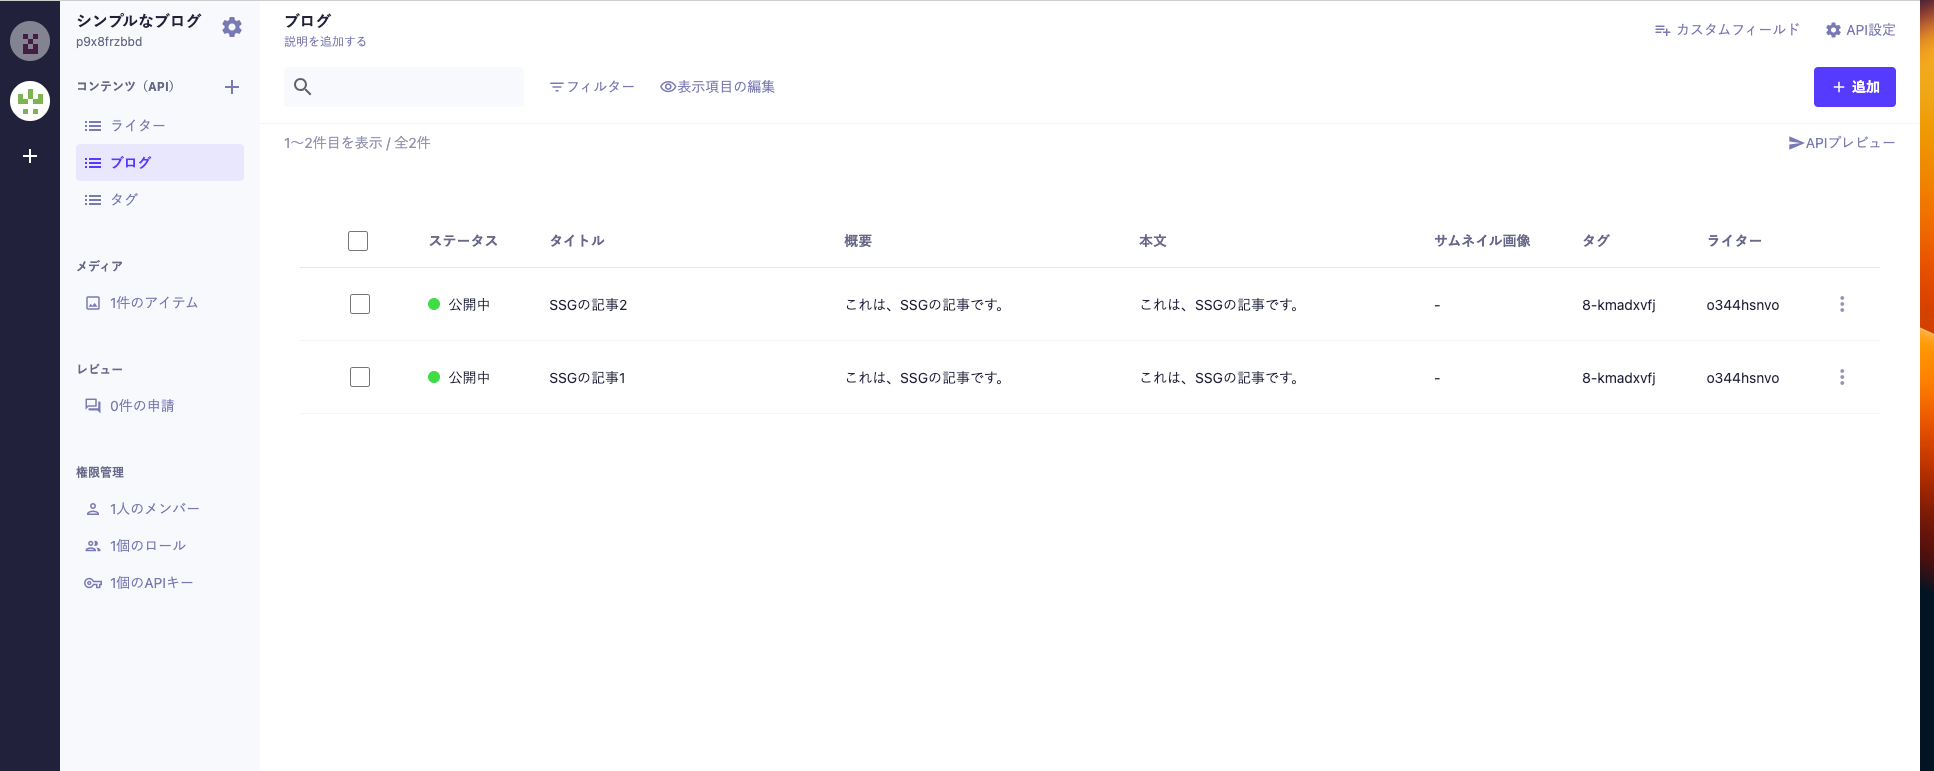 シンプルなブログ
p9x8frzbbd
コンテンツ（API）
ライター
ブログ
タグ
メディア
1件のアイテム
レビュー
0件の申請
権限管理
1人のメンバー
1個のロール
1個のAPIキー
ブログ
説明を追加する
カスタムフィールド
API設定
フィルター
表示項目の編集
＋ 追加
1〜2件目を表示 / 全2件
APIプレビュー
ステータス タイトル 概要 本文 サムネイル画像 タグ ライター
公開中 SSGの記事2 これは、SSGの記事です。 これは、SSGの記事です。 - 8-kmadxvfj o344hsnvo
公開中 SSGの記事1 これは、SSGの記事です。 これは、SSGの記事です。 - 8-kmadxvfj o344hsnvo